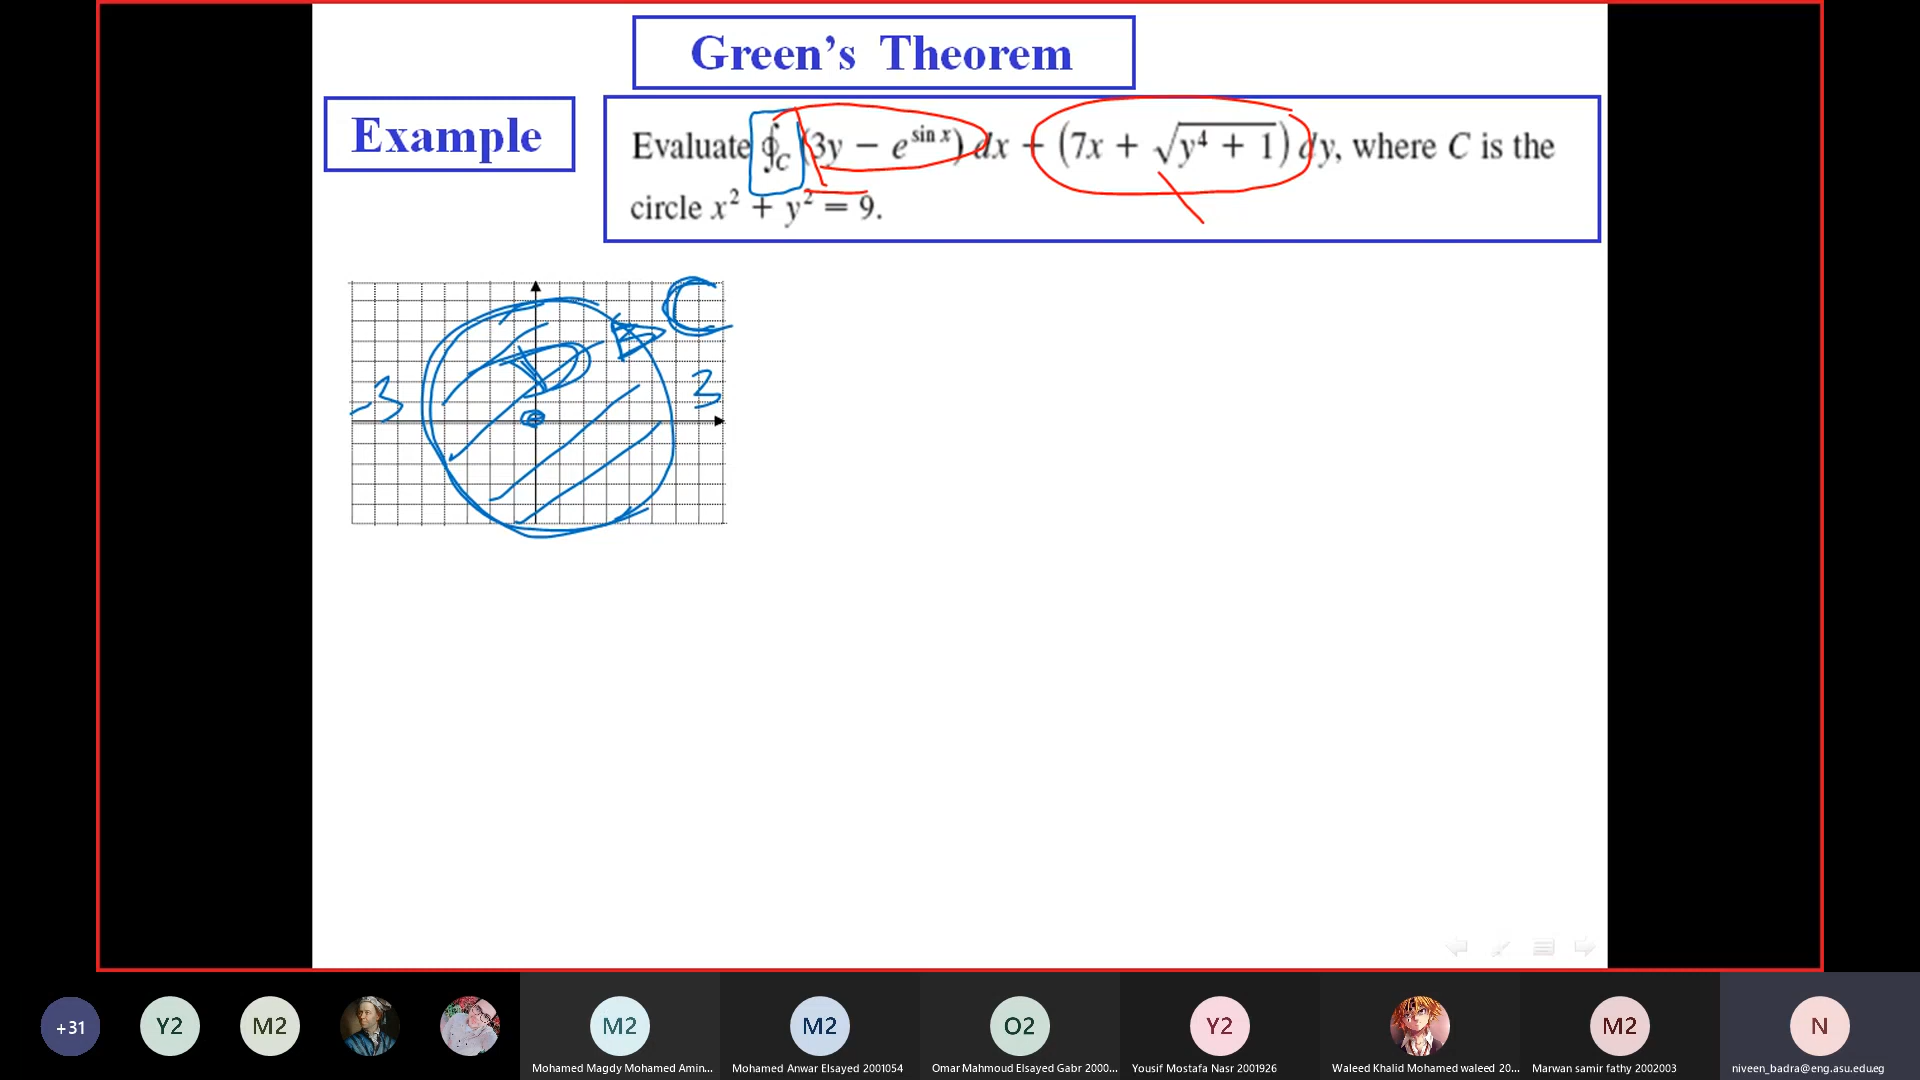 Green's Theorem
Example
Evaluate ∮_C (3y − e^{sin x}) dx + (7x + √(y⁴ + 1)) dy, where C is the
circle x² + y² = 9.
C
D
-3
3
+31
Y2
M2
M2
M2
O2
Y2
M2
N
Mohamed Magdy Mohamed Amin...
Mohamed Anwar Elsayed 2001054
Omar Mahmoud Elsayed Gabr 2000...
Yousif Mostafa Nasr 2001926
Waleed Khalid Mohamed waleed 20...
Marwan samir fathy 2002003
niveen_badra@eng.asu.edu.eg